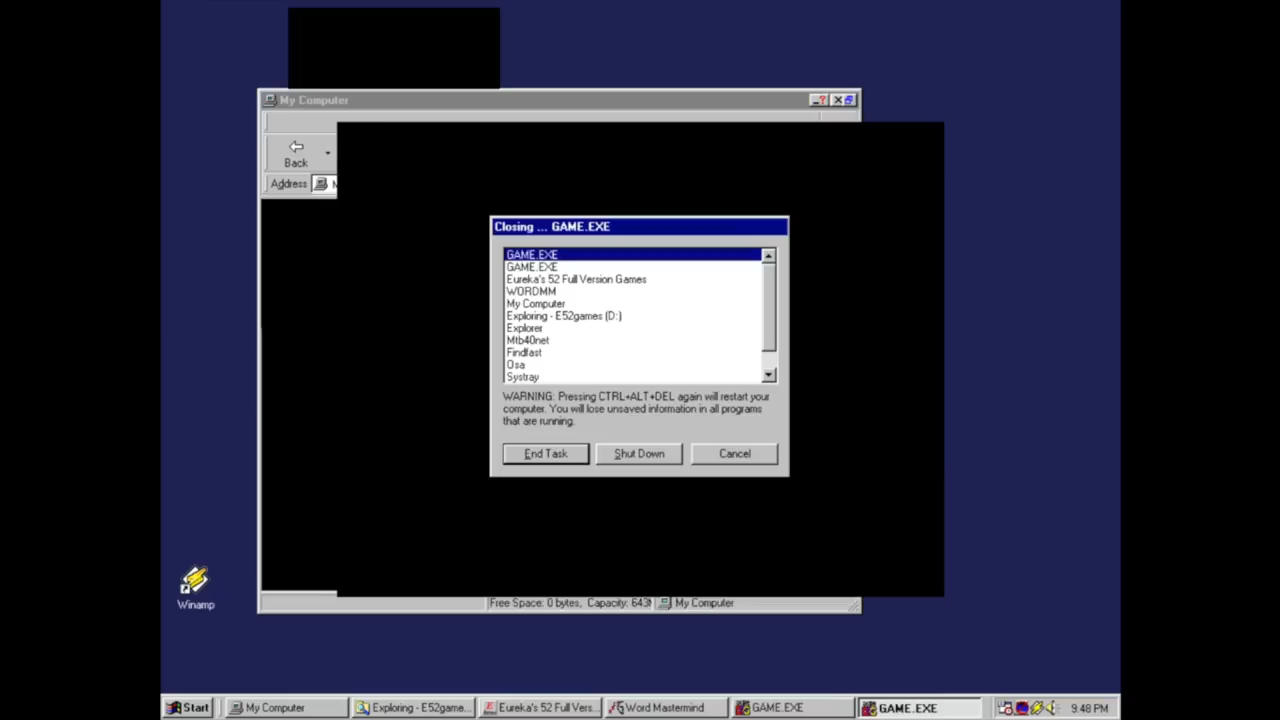 My Computer
Back
Address
Closing ... GAME.EXE
GAME.EXE
GAME.EXE
Eureka's 52 Full Version Games
WORDMM
My Computer
Exploring - E52games (D:)
Explorer
Mtb40net
Findfast
Osa
Systray
WARNING: Pressing CTRL+ALT+DEL again will restart your
computer. You will lose unsaved information in all programs
that are running.
End Task Shut Down Cancel
Winamp
Free Space: 0 bytes, Capacity: 643 My Computer
Start My Computer Exploring - E52game... Eureka's 52 Full Vers... Word Mastermind GAME.EXE GAME.EXE 9:48 PM